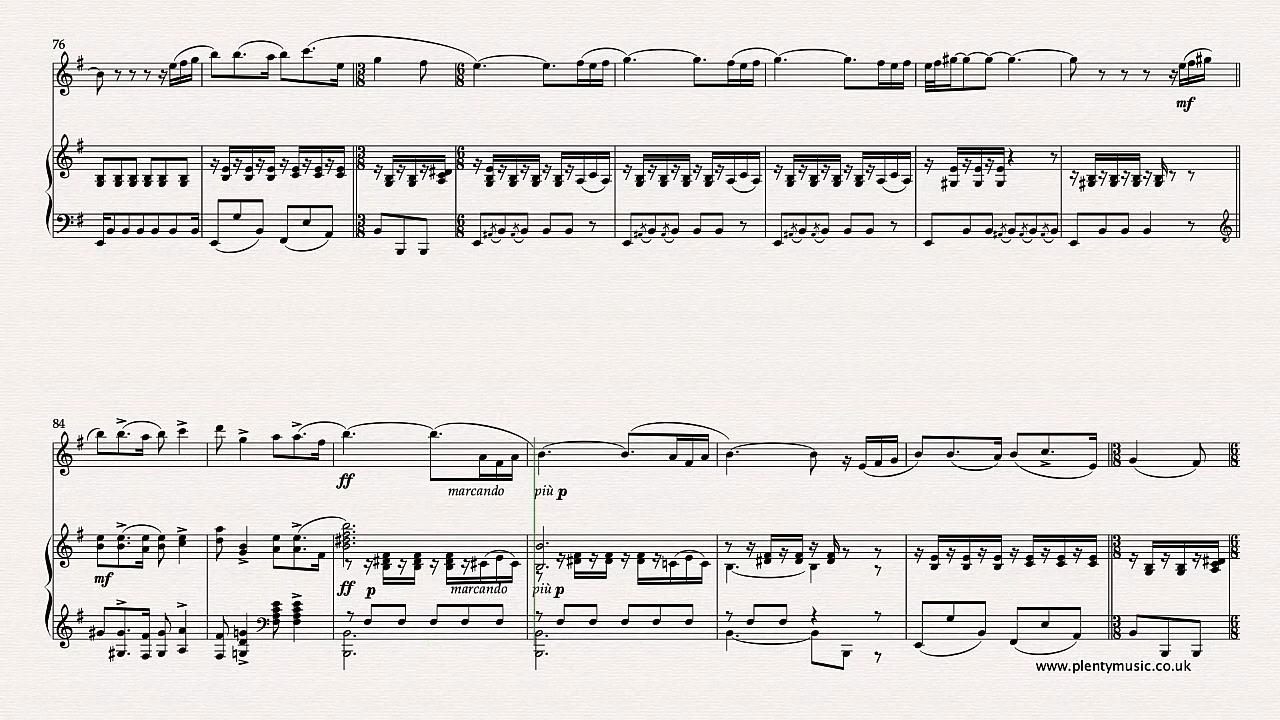 76
mf
84
ff
marcando
più p
mf
ff
p
marcando
più p
www.plentymusic.co.uk